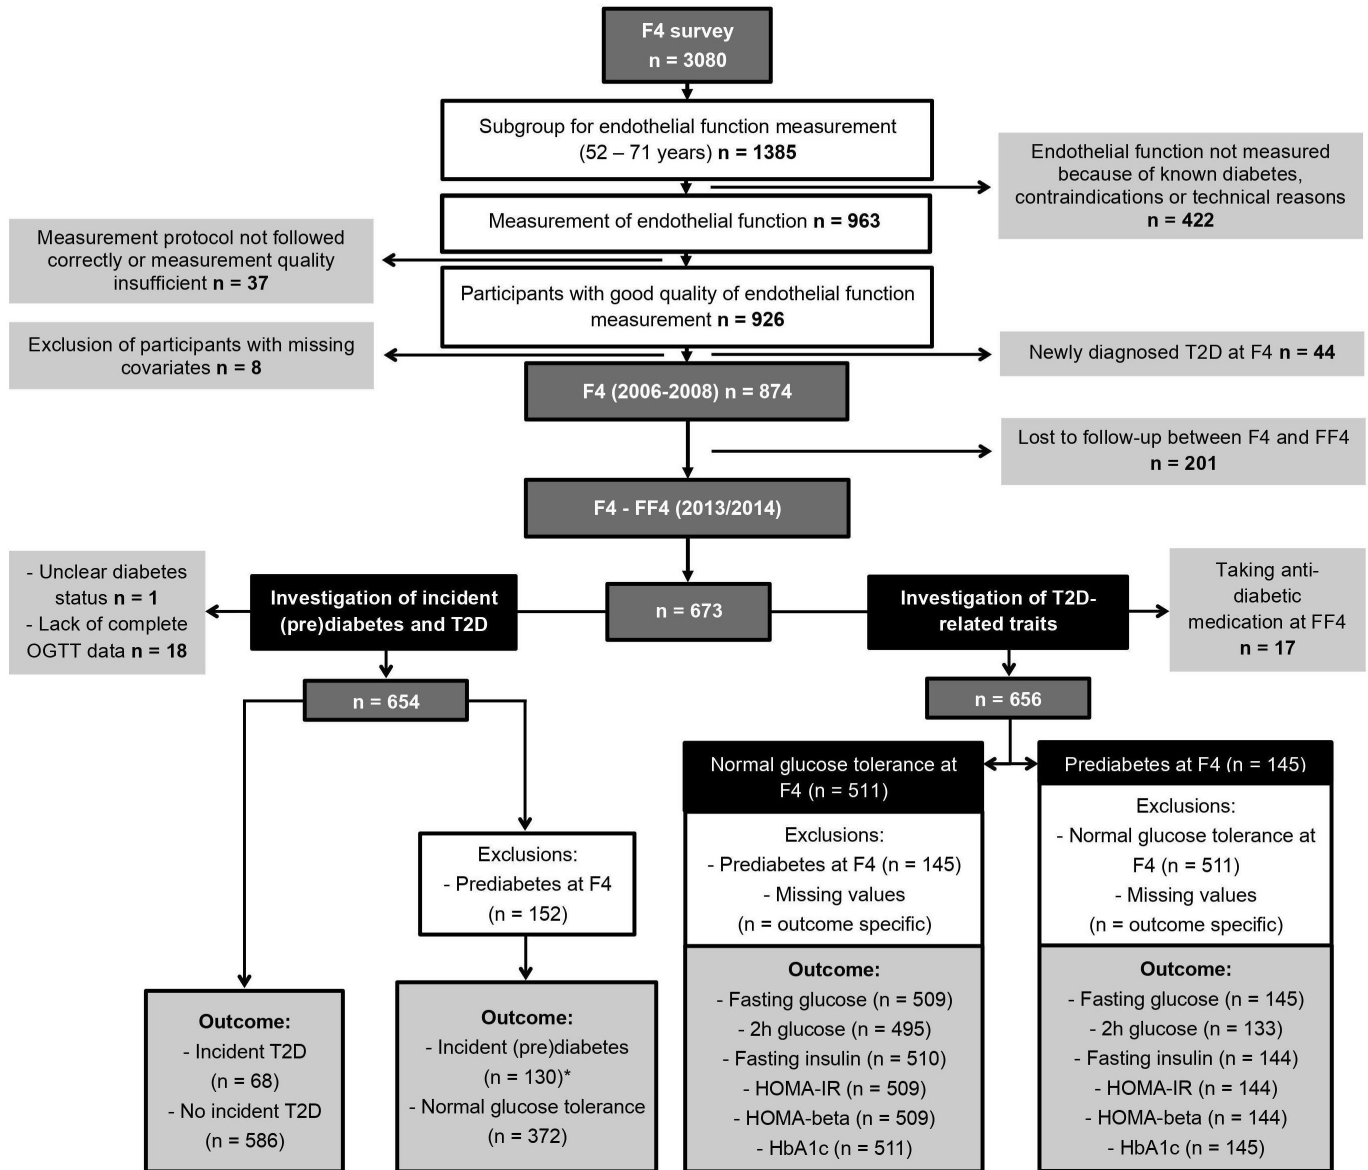 F4 survey
n = 3080
Subgroup for endothelial function measurement
(52 – 71 years) n = 1385
Endothelial function not measured
because of known diabetes,
contraindications or technical reasons
n = 422
Measurement of endothelial function n = 963
Measurement protocol not followed
correctly or measurement quality
insufficient n = 37
Participants with good quality of endothelial function
measurement n = 926
Exclusion of participants with missing
covariates n = 8
Newly diagnosed T2D at F4 n = 44
F4 (2006-2008) n = 874
Lost to follow-up between F4 and FF4
n = 201
F4 - FF4 (2013/2014)
- Unclear diabetes
status n = 1
- Lack of complete
OGTT data n = 18
Investigation of incident
(pre)diabetes and T2D
n = 673
Investigation of T2D-
related traits
Taking anti-
diabetic
medication at FF4
n = 17
n = 654
n = 656
Normal glucose tolerance at
F4 (n = 511)
Prediabetes at F4 (n = 145)
Exclusions:
- Prediabetes at F4
(n = 152)
Exclusions:
- Prediabetes at F4 (n = 145)
- Missing values
(n = outcome specific)
Exclusions:
- Normal glucose tolerance at
F4 (n = 511)
- Missing values
(n = outcome specific)
Outcome:
- Incident T2D
(n = 68)
- No incident T2D
(n = 586)
Outcome:
- Incident (pre)diabetes
(n = 130)*
- Normal glucose tolerance
(n = 372)
Outcome:
- Fasting glucose (n = 509)
- 2h glucose (n = 495)
- Fasting insulin (n = 510)
- HOMA-IR (n = 509)
- HOMA-beta (n = 509)
- HbA1c (n = 511)
Outcome:
- Fasting glucose (n = 145)
- 2h glucose (n = 133)
- Fasting insulin (n = 144)
- HOMA-IR (n = 144)
- HOMA-beta (n = 144)
- HbA1c (n = 145)